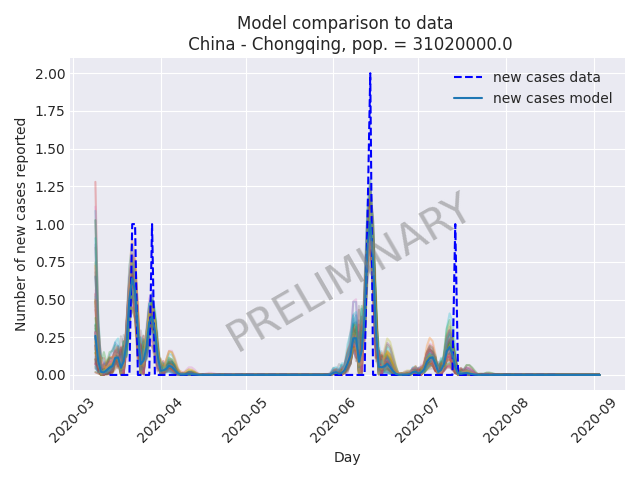 Model comparison to data
China - Chongqing, pop. = 31020000.0
2.00
1.75
1.50
1.25
1.00
0.75
0.50
0.25
0.00
Number of new cases reported
new cases data
new cases model
PRELIMINARY
2020-03
2020-04
2020-05
2020-06
2020-07
2020-08
2020-09
Day